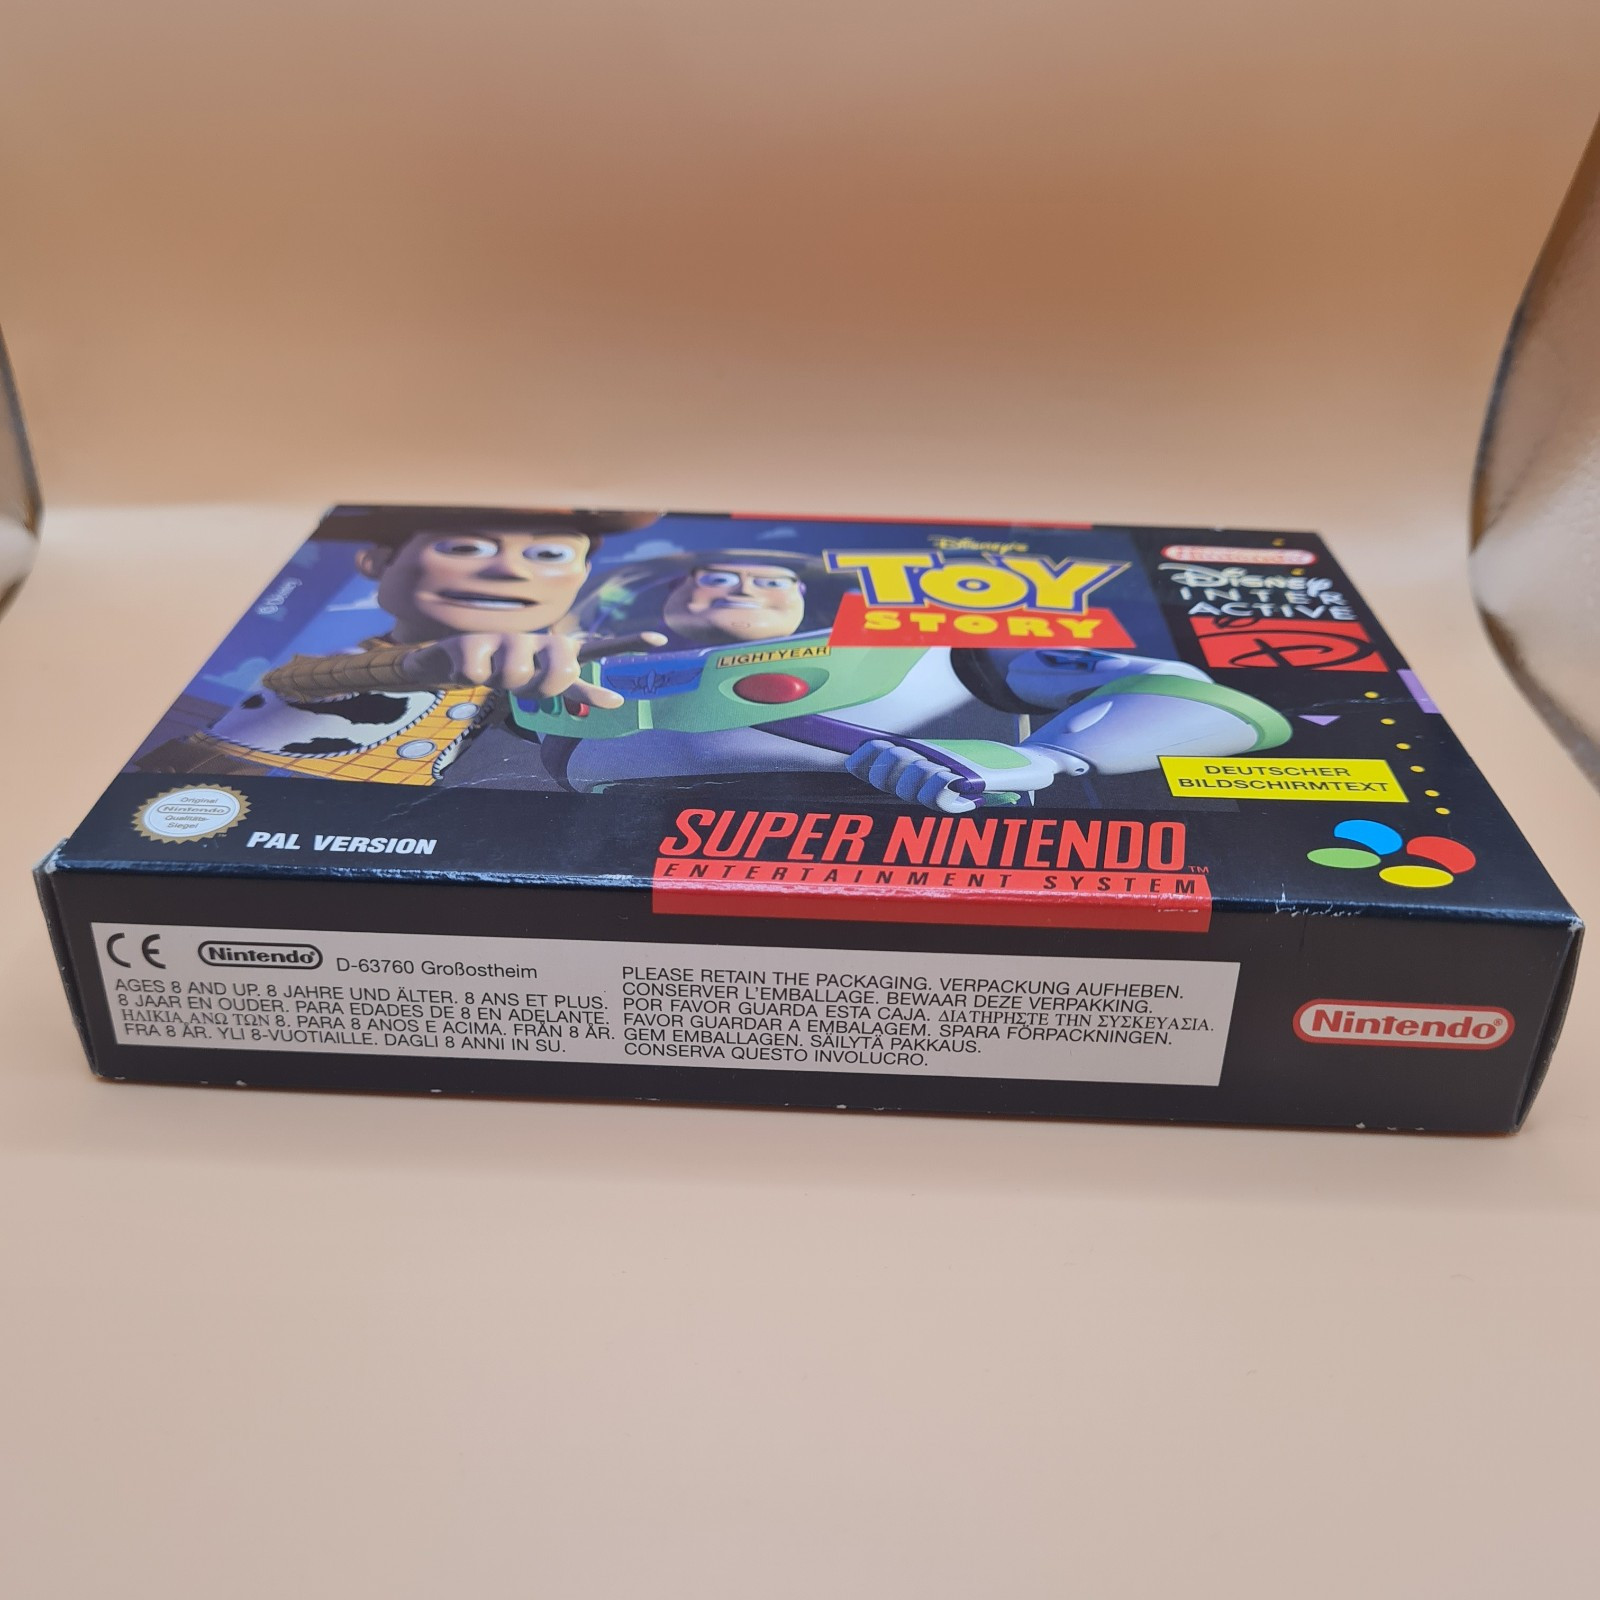 Disney's
TOY
STORY
Nintendo
DISNEY
INTER
ACTIVE
LIGHTYEAR
DEUTSCHER
BILDSCHIRMTEXT
Original
Nintendo
Qualitäts-
Siegel
PAL VERSION
SUPER NINTENDO™
ENTERTAINMENT SYSTEM
CE Nintendo® D-63760 Großostheim
AGES 8 AND UP. 8 JAHRE UND ÄLTER. 8 ANS ET PLUS.
8 JAAR EN OUDER. PARA EDADES DE 8 EN ADELANTE.
ΗΛΙΚΙΑ ΑΝΩ ΤΩΝ 8. PARA 8 ANOS E ACIMA. FRÅN 8 ÅR.
FRA 8 ÅR. YLI 8-VUOTIAILLE. DAGLI 8 ANNI IN SU.
PLEASE RETAIN THE PACKAGING. VERPACKUNG AUFHEBEN.
CONSERVER L'EMBALLAGE. BEWAAR DEZE VERPAKKING.
POR FAVOR GUARDA ESTA CAJA. ΔΙΑΤΗΡΗΣΤΕ ΤΗΝ ΣΥΣΚΕΥΑΣΙΑ.
FAVOR GUARDAR A EMBALAGEM. SPARA FÖRPACKNINGEN.
GEM EMBALLAGEN. SÄILYTÄ PAKKAUS.
CONSERVA QUESTO INVOLUCRO.
Nintendo®